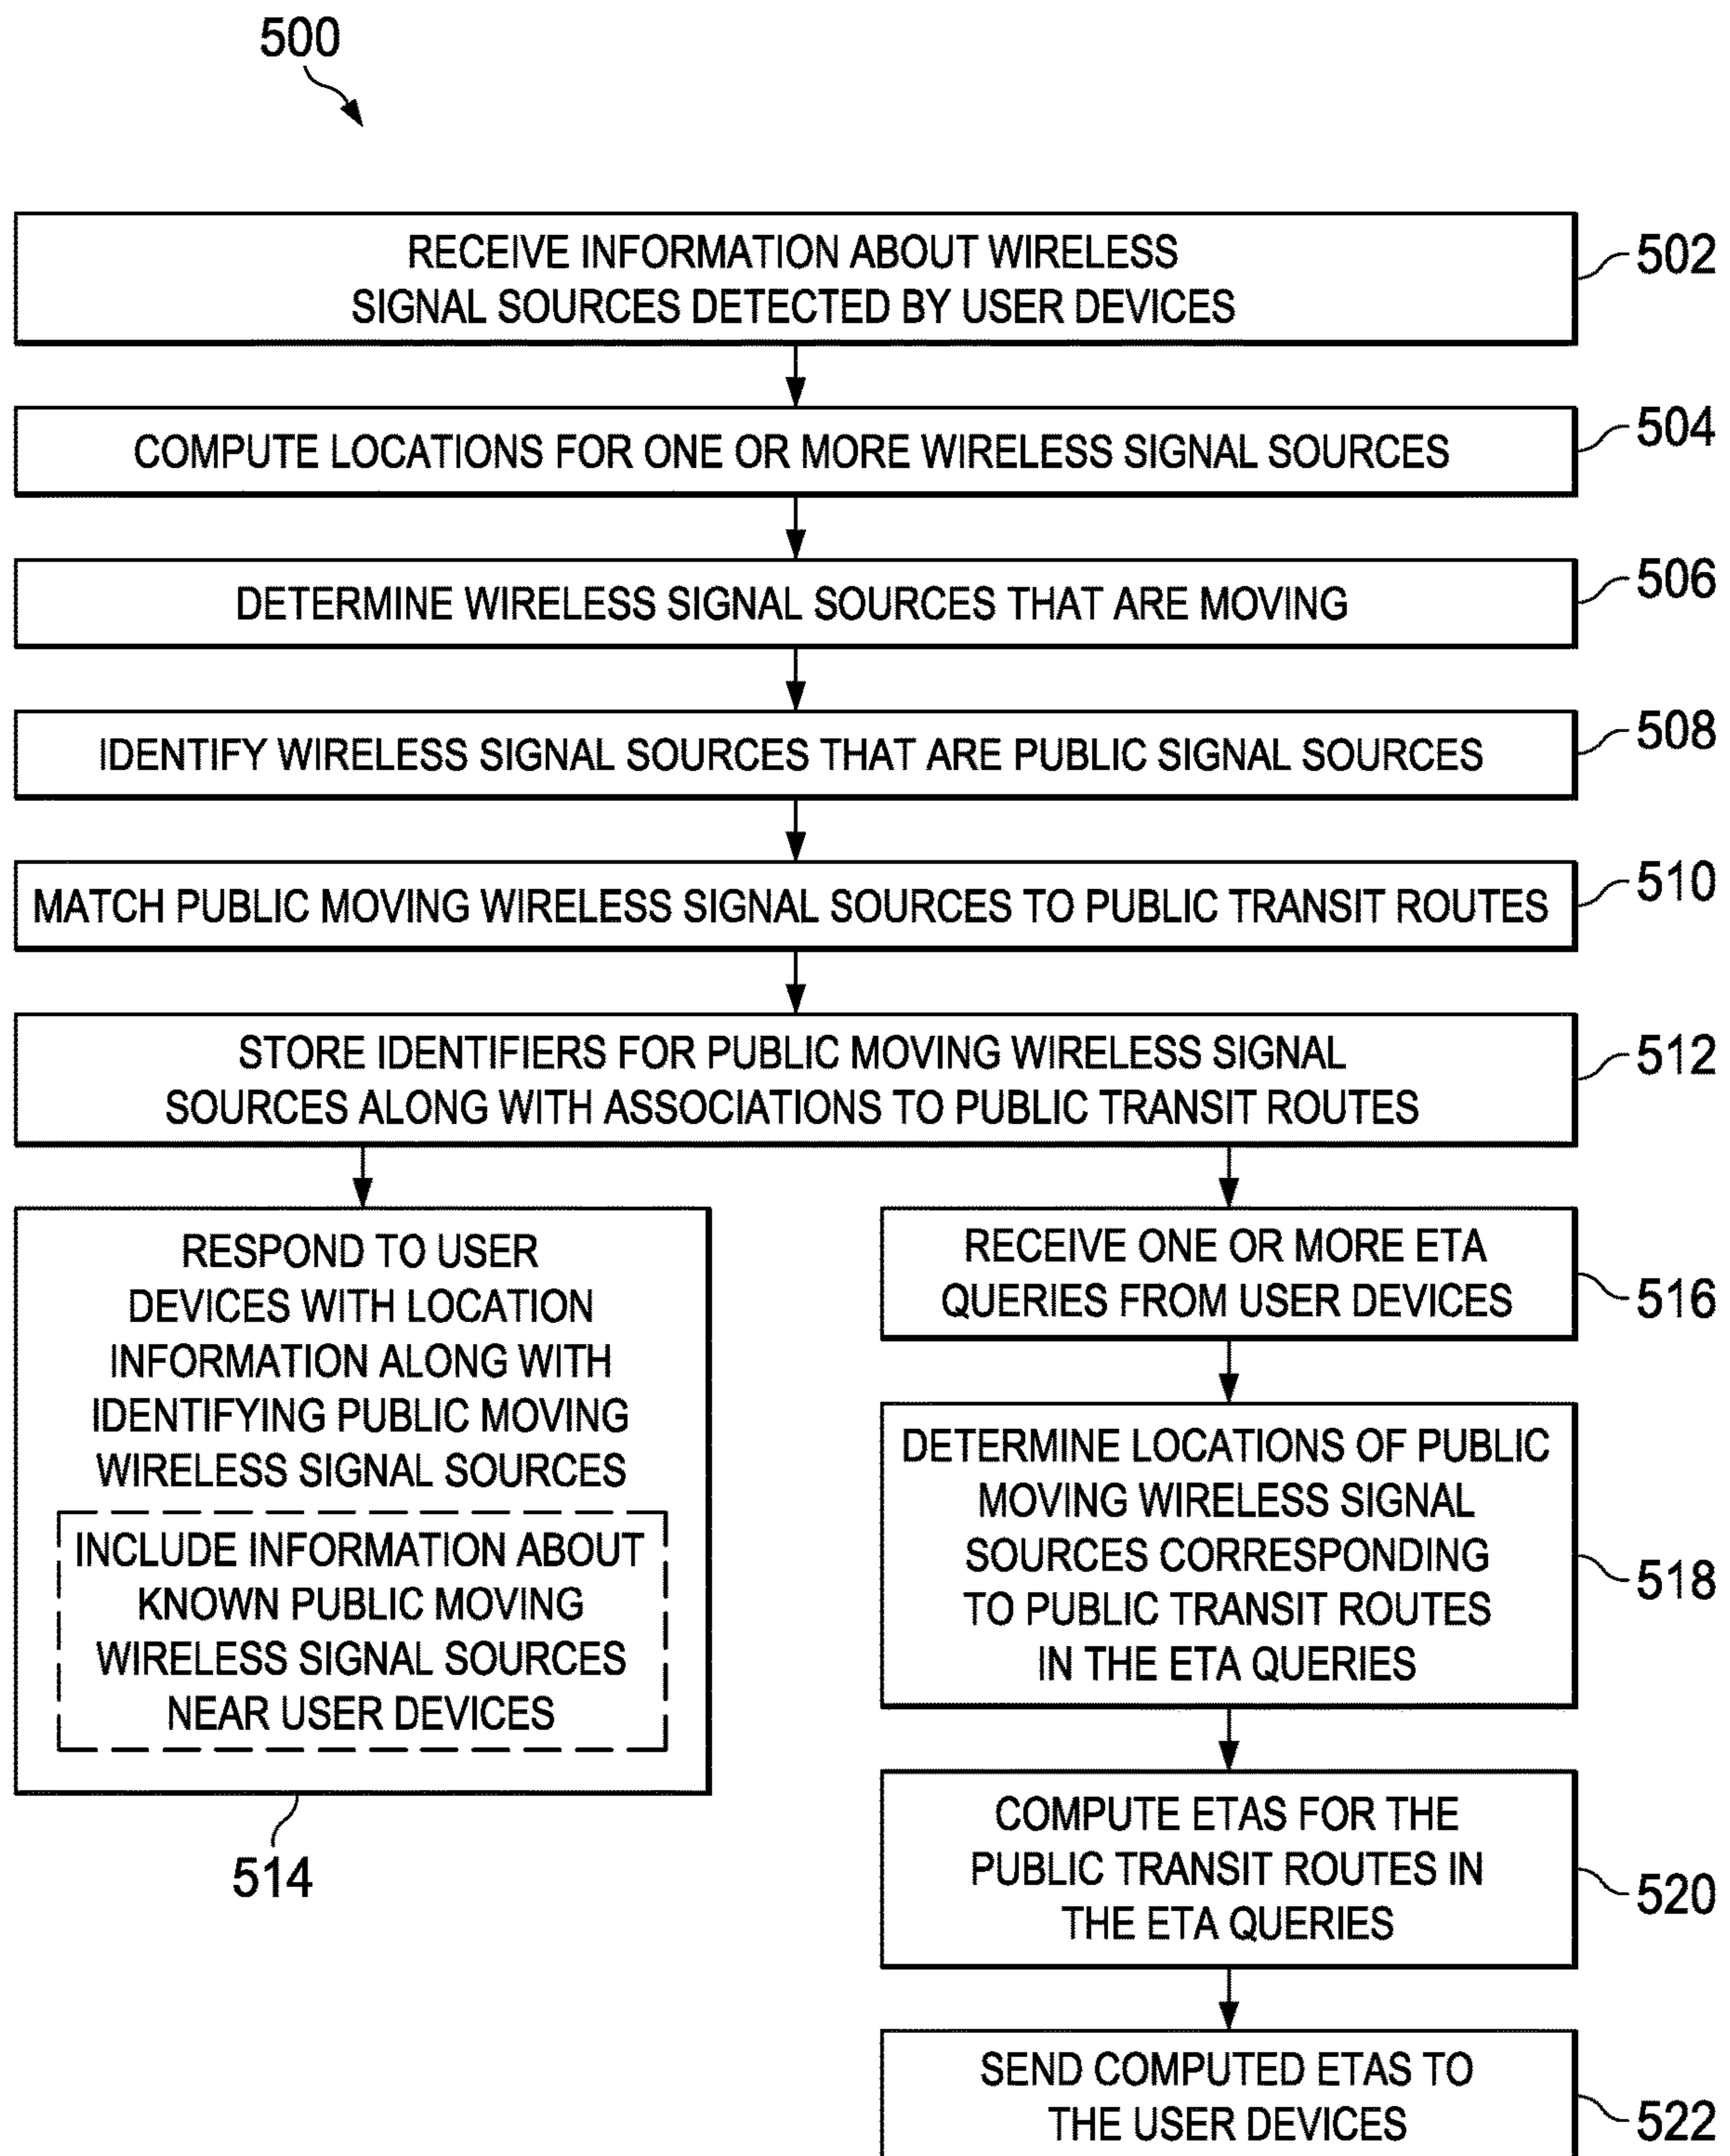 500
RECEIVE INFORMATION ABOUT WIRELESS
SIGNAL SOURCES DETECTED BY USER DEVICES
502
COMPUTE LOCATIONS FOR ONE OR MORE WIRELESS SIGNAL SOURCES
504
DETERMINE WIRELESS SIGNAL SOURCES THAT ARE MOVING
506
IDENTIFY WIRELESS SIGNAL SOURCES THAT ARE PUBLIC SIGNAL SOURCES
508
MATCH PUBLIC MOVING WIRELESS SIGNAL SOURCES TO PUBLIC TRANSIT ROUTES
510
STORE IDENTIFIERS FOR PUBLIC MOVING WIRELESS SIGNAL
SOURCES ALONG WITH ASSOCIATIONS TO PUBLIC TRANSIT ROUTES
512
RESPOND TO USER
DEVICES WITH LOCATION
INFORMATION ALONG WITH
IDENTIFYING PUBLIC MOVING
WIRELESS SIGNAL SOURCES
INCLUDE INFORMATION ABOUT
KNOWN PUBLIC MOVING
WIRELESS SIGNAL SOURCES
NEAR USER DEVICES
514
RECEIVE ONE OR MORE ETA
QUERIES FROM USER DEVICES
516
DETERMINE LOCATIONS OF PUBLIC
MOVING WIRELESS SIGNAL
SOURCES CORRESPONDING
TO PUBLIC TRANSIT ROUTES
IN THE ETA QUERIES
518
COMPUTE ETAS FOR THE
PUBLIC TRANSIT ROUTES IN
THE ETA QUERIES
520
SEND COMPUTED ETAS TO
THE USER DEVICES
522